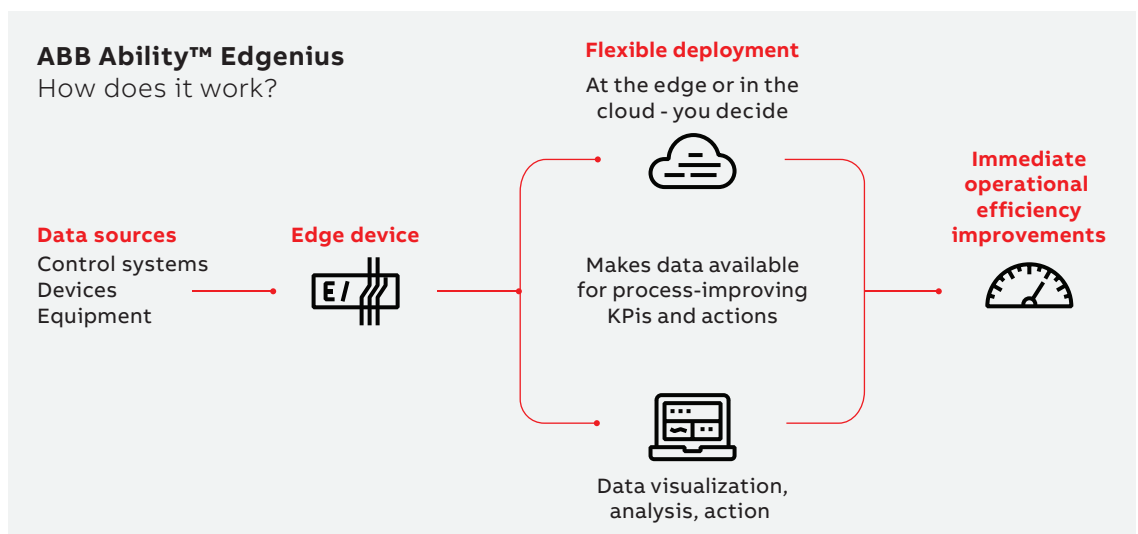 ABB Ability™ Edgenius
How does it work?
Data sources
Control systems
Devices
Equipment
Edge device
E/
Flexible deployment
At the edge or in the
cloud - you decide
Makes data available
for process-improving
KPis and actions
Data visualization,
analysis, action
Immediate
operational
efficiency
improvements